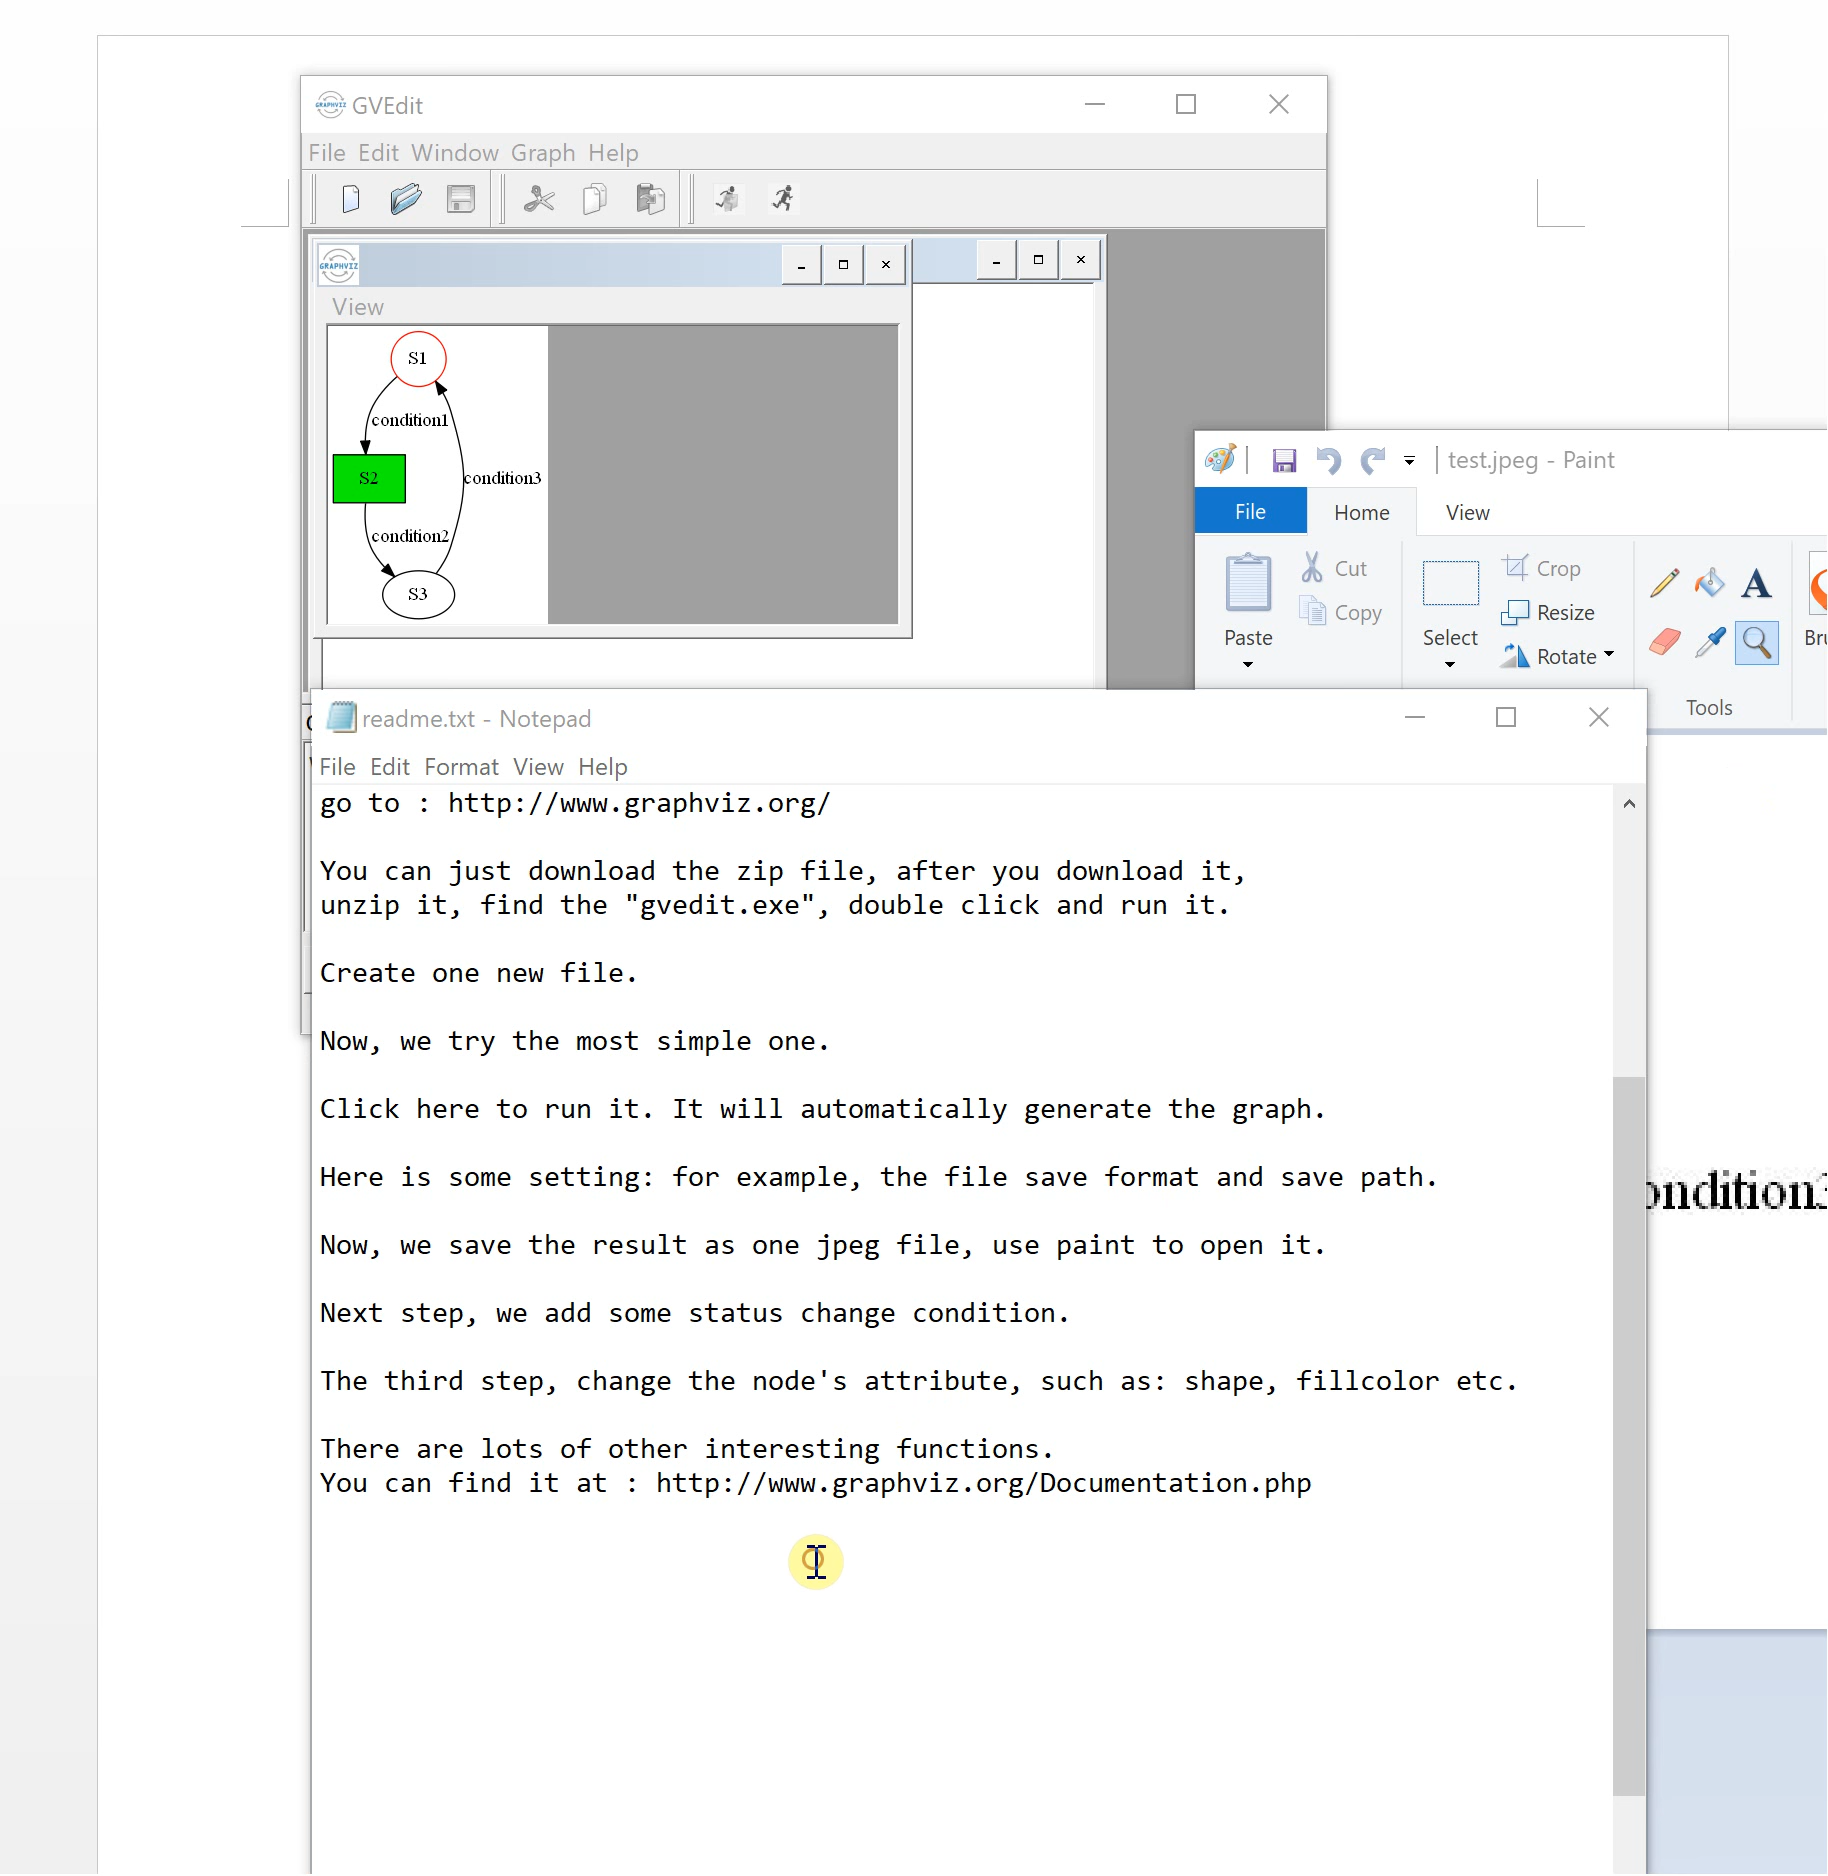 GRAPHVIZ GVEdit
File Edit Window Graph Help
GRAPHVIZ
View
S1
condition1
S2
condition3
condition2
S3
test.jpeg - Paint
File Home View
Cut
Copy
Paste
Select
Crop
Resize
Rotate
A
Tools
ondition3
readme.txt - Notepad
File Edit Format View Help
go to : http://www.graphviz.org/
You can just download the zip file, after you download it,
unzip it, find the "gvedit.exe", double click and run it.
Create one new file.
Now, we try the most simple one.
Click here to run it. It will automatically generate the graph.
Here is some setting: for example, the file save format and save path.
Now, we save the result as one jpeg file, use paint to open it.
Next step, we add some status change condition.
The third step, change the node's attribute, such as: shape, fillcolor etc.
There are lots of other interesting functions.
You can find it at : http://www.graphviz.org/Documentation.php